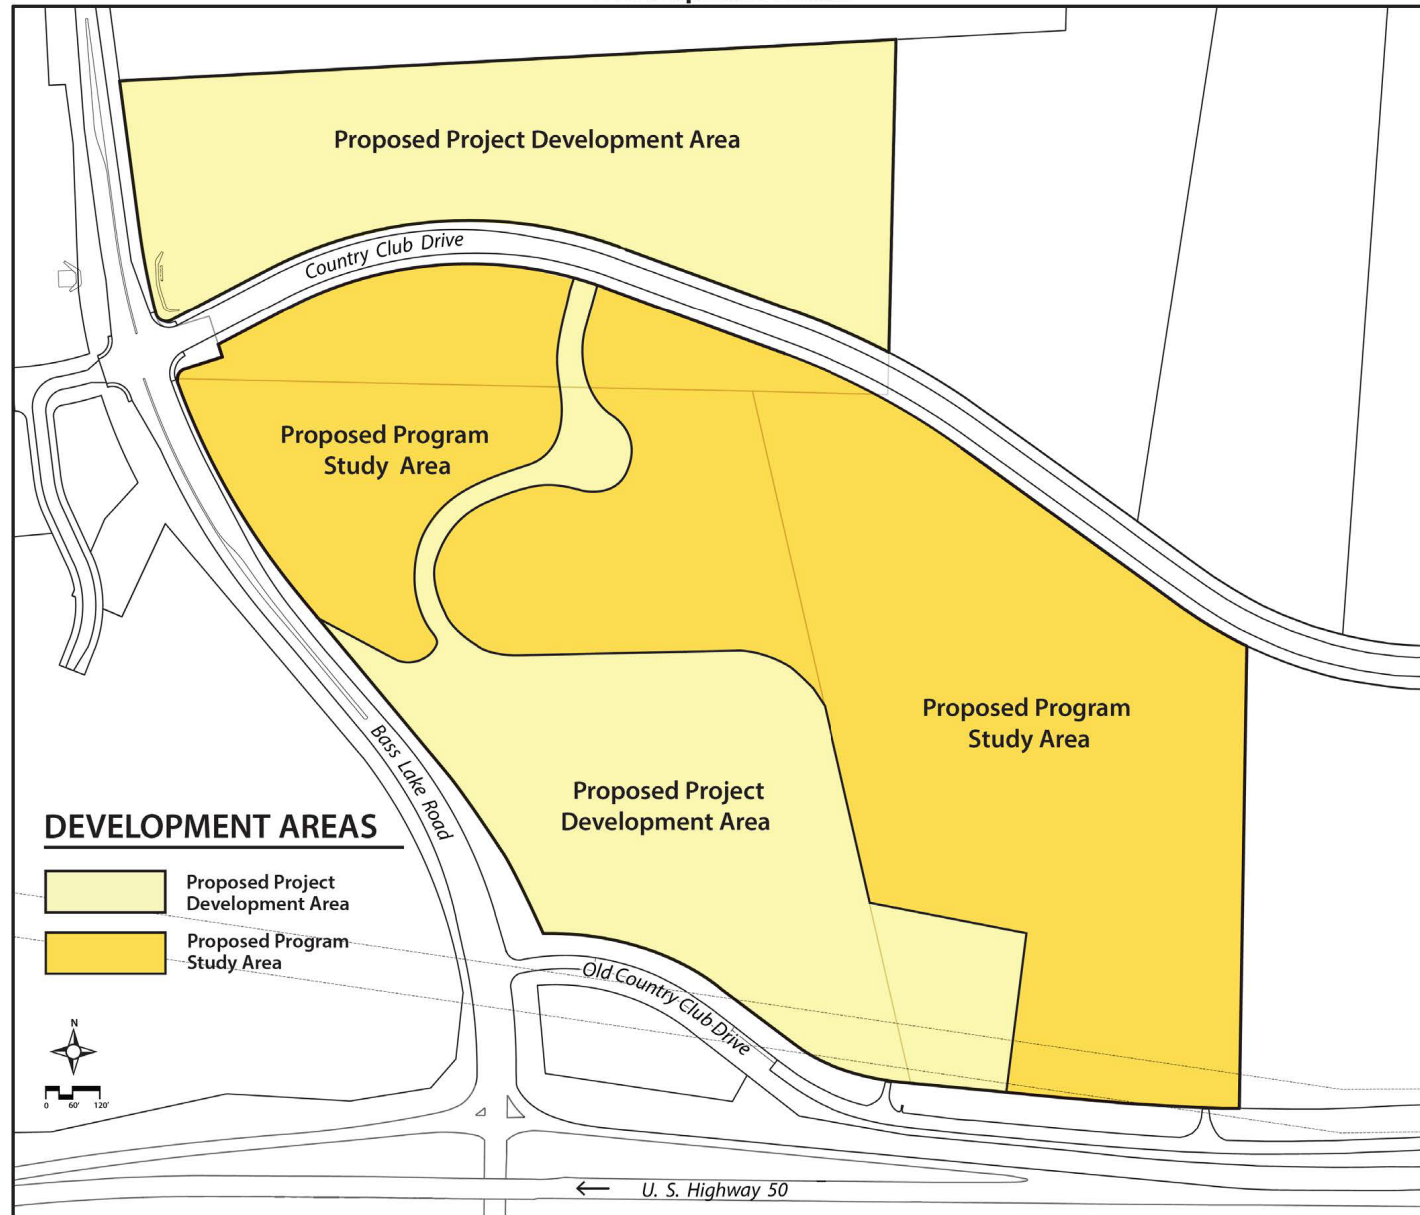 Proposed Project Development Area
Country Club Drive
Proposed Program
Study Area
Proposed Program
Study Area
Bass Lake Road
Proposed Project
Development Area
DEVELOPMENT AREAS
Proposed Project
Development Area
Proposed Program
Study Area
Old Country Club Drive
N
0 60' 120'
U. S. Highway 50